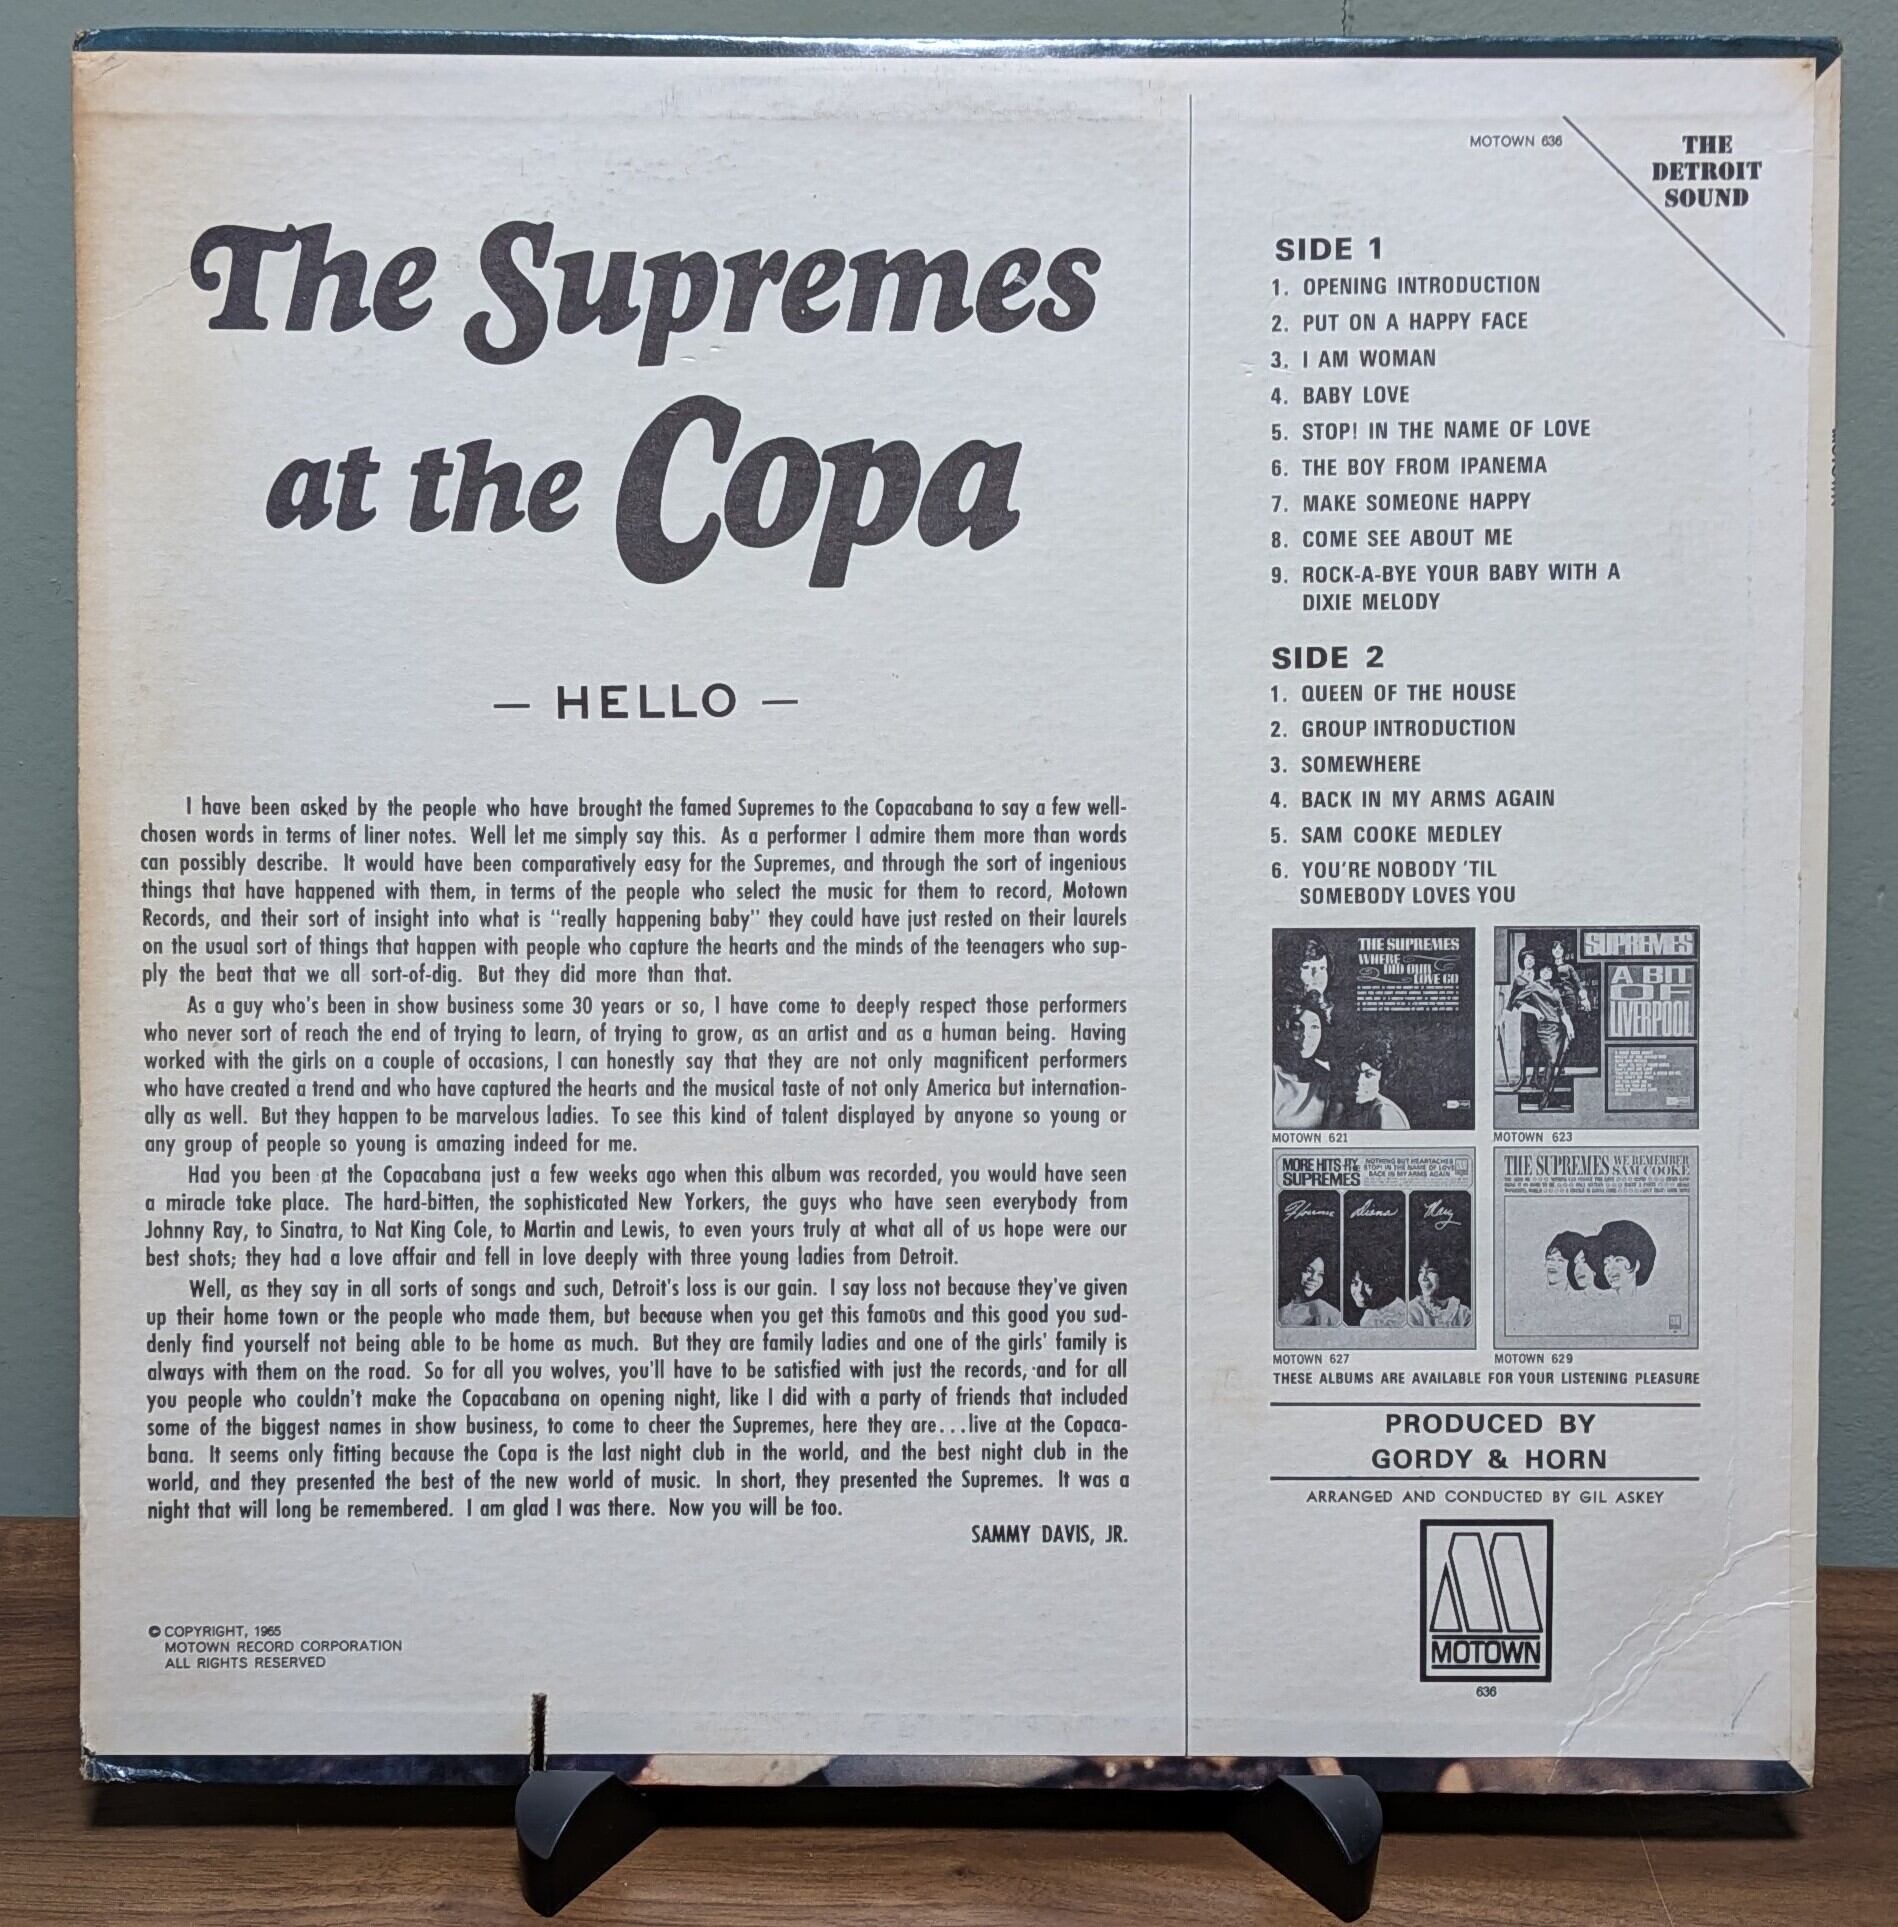 The Supremes
at the Copa
— HELLO —
I have been asked by the people who have brought the famed Supremes to the Copacabana to say a few well-
chosen words in terms of liner notes. Well let me simply say this. As a performer I admire them more than words
can possibly describe. It would have been comparatively easy for the Supremes, and through the sort of ingenious
things that have happened with them, in terms of the people who select the music for them to record, Motown
Records, and their sort of insight into what is "really happening baby" they could have just rested on their laurels
on the usual sort of things that happen with people who capture the hearts and the minds of the teenagers who sup-
ply the beat that we all sort-of-dig. But they did more than that.
As a guy who's been in show business some 30 years or so, I have come to deeply respect those performers
who never sort of reach the end of trying to learn, of trying to grow, as an artist and as a human being. Having
worked with the girls on a couple of occasions, I can honestly say that they are not only magnificent performers
who have created a trend and who have captured the hearts and the musical taste of not only America but internation-
ally as well. But they happen to be marvelous ladies. To see this kind of talent displayed by anyone so young or
any group of people so young is amazing indeed for me.
Had you been at the Copacabana just a few weeks ago when this album was recorded, you would have seen
a miracle take place. The hard-bitten, the sophisticated New Yorkers, the guys who have seen everybody from
Johnny Ray, to Sinatra, to Nat King Cole, to Martin and Lewis, to even yours truly at what all of us hope were our
best shots; they had a love affair and fell in love deeply with three young ladies from Detroit.
Well, as they say in all sorts of songs and such, Detroit's loss is our gain. I say loss not because they've given
up their home town or the people who made them, but because when you get this famous and this good you sud-
denly find yourself not being able to be home as much. But they are family ladies and one of the girls' family is
always with them on the road. So for all you wolves, you'll have to be satisfied with just the records, and for all
you people who couldn't make the Copacabana on opening night, like I did with a party of friends that included
some of the biggest names in show business, to come to cheer the Supremes, here they are...live at the Copaca-
bana. It seems only fitting because the Copa is the last night club in the world, and the best night club in the
world, and they presented the best of the new world of music. In short, they presented the Supremes. It was a
night that will long be remembered. I am glad I was there. Now you will be too.
SAMMY DAVIS, JR.
© COPYRIGHT, 1965
MOTOWN RECORD CORPORATION
ALL RIGHTS RESERVED
MOTOWN 636
THE
DETROIT
SOUND
SIDE 1
1. OPENING INTRODUCTION
2. PUT ON A HAPPY FACE
3. I AM WOMAN
4. BABY LOVE
5. STOP! IN THE NAME OF LOVE
6. THE BOY FROM IPANEMA
7. MAKE SOMEONE HAPPY
8. COME SEE ABOUT ME
9. ROCK-A-BYE YOUR BABY WITH A
DIXIE MELODY
SIDE 2
1. QUEEN OF THE HOUSE
2. GROUP INTRODUCTION
3. SOMEWHERE
4. BACK IN MY ARMS AGAIN
5. SAM COOKE MEDLEY
6. YOU'RE NOBODY 'TIL
SOMEBODY LOVES YOU
THE SUPREMES
WHERE
DID OUR
LOVE GO
MOTOWN 621
SUPREMES
A BIT
OF
LIVERPOOL
MOTOWN 623
MORE HITS BY THE
SUPREMES
NOTHING BUT HEARTACHES
STOP! IN THE NAME OF LOVE
BACK IN MY ARMS AGAIN
Florence Diana Mary
MOTOWN 627
THE SUPREMES WE REMEMBER
SAM COOKE
MOTOWN 629
THESE ALBUMS ARE AVAILABLE FOR YOUR LISTENING PLEASURE
PRODUCED BY
GORDY & HORN
ARRANGED AND CONDUCTED BY GIL ASKEY
MOTOWN
636